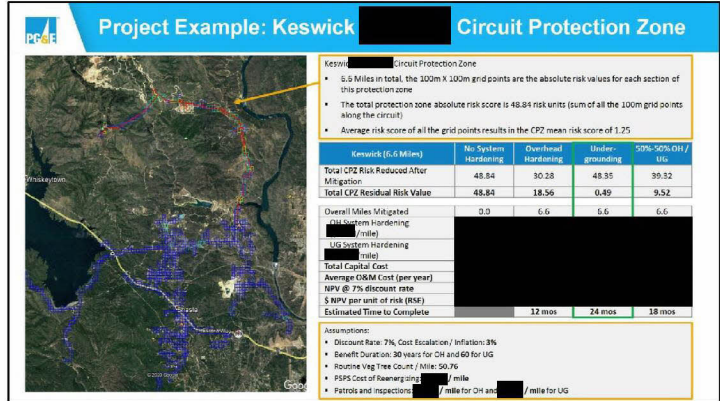 PG&E
Project Example: Keswick Circuit Protection Zone
Whiskeytown
Shasta
Keswick Circuit Protection Zone
6.6 Miles in total, the 100m X 100m grid points are the absolute risk values for each section of
this protection zone
The total protection zone absolute risk is 48.84 risk units (sum of all the 100m grid points
along the circuit)
Average risk score of all the grid points results in the CPZ mean risk score of 1.25
Keswick (6.6 Miles) No System Hardening Overhead Hardening Under-grounding 50%-50% OH / UG
Total CPZ Risk Reduced After Mitigation 48.84 30.28 48.35 39.32
Total CPZ Residual Risk Value 48.84 18.56 0.49 9.52
Overall Miles Mitigated 0.0 6.6 6.6 6.6
OH System Hardening
/mile)
UG System Hardening
mile)
Total Capital Cost
Average O&M Cost (per year)
NPV @ 7% discount rate
$ NPV per unit of risk (RSE)
Estimated Time to Complete 12 mos 24 mos 18 mos
Assumptions:
Discount Rate: 7%, Cost Escalation / Inflation: 3%
Benefit Duration: 30 years for OH and 60 for UG
Routine Veg Tree Count / Mile: 50.76
PSPS Cost of Reenergizing: / mile
Patrols and Inspections: / mile for OH and / mile for UG